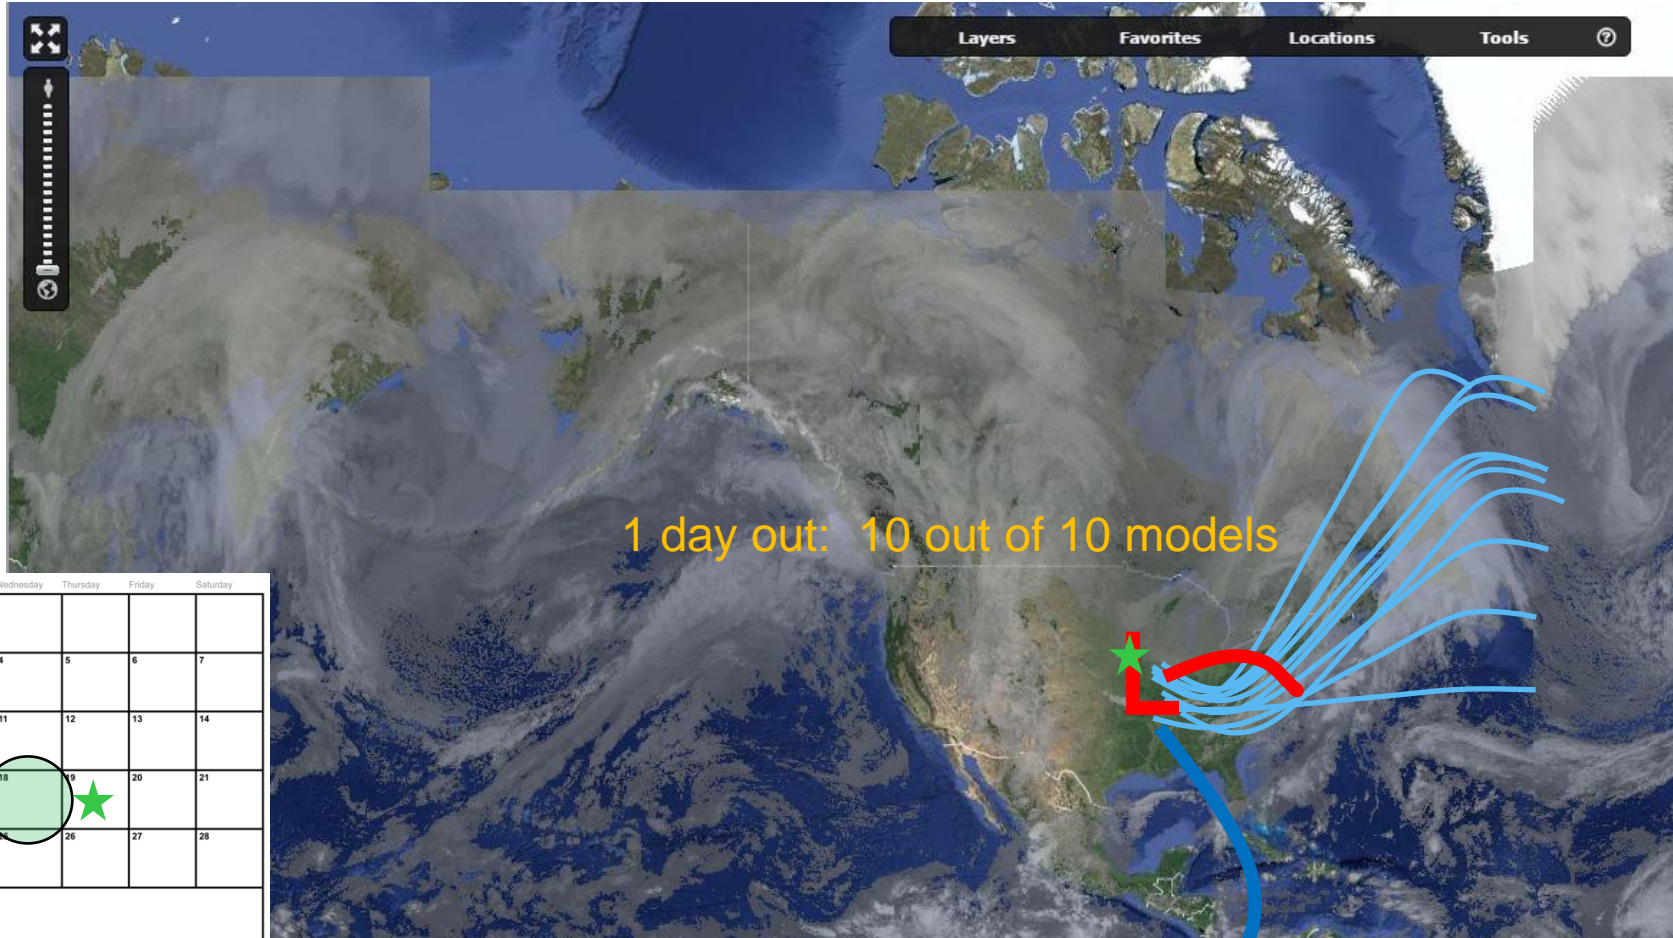 Layers Favorites Locations Tools ?
1 day out: 10 out of 10 models
Wednesday Thursday Friday Saturday
4 5 6 7
11 12 13 14
18 19 20 21
25 26 27 28
L